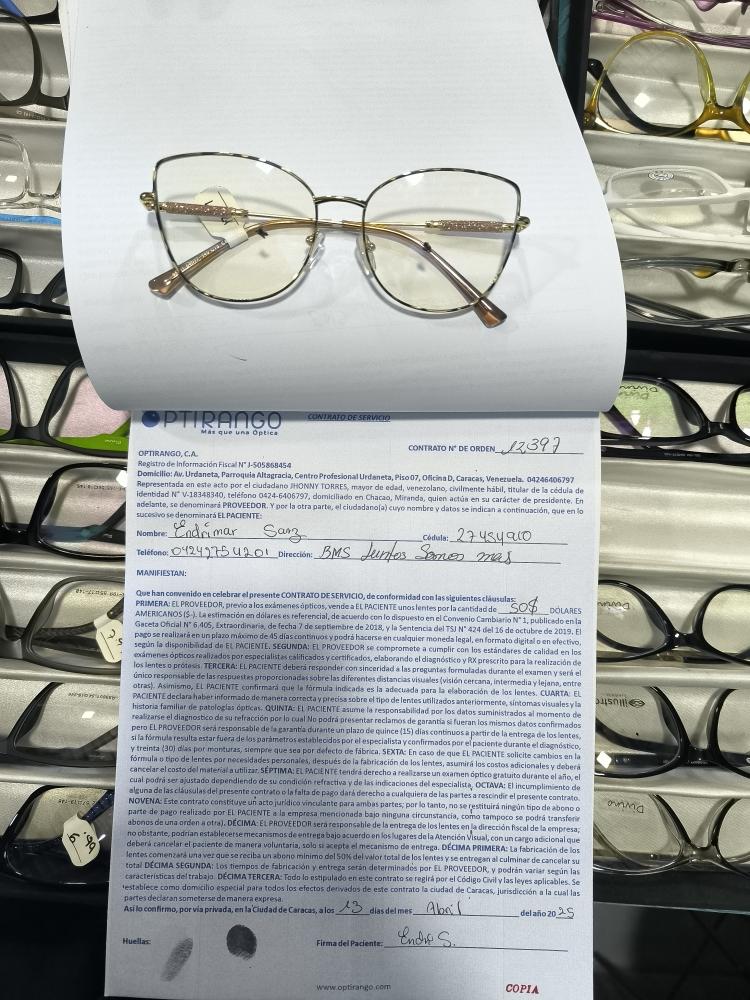 OPTIRANGO
Más que una Óptica
CONTRATO DE SERVICIO
CONTRATO N° DE ORDEN 12397
OPTIRANGO, C.A.
Registro de Información Fiscal N° J-505868454
Domicilio: Av. Urdaneta, Parroquia Altagracia, Centro Profesional Urdaneta, Piso 07, Oficina D, Caracas, Venezuela. 04246406797
Representada en este acto por el ciudadano JHONNY TORRES, mayor de edad, venezolano, civilmente hábil, titular de la cédula de
identidad N° V-18348340, teléfono 0424-6406797, domiciliado en Chacao, Miranda, quien actúa en su carácter de presidente. En
adelante, se denominará PROVEEDOR. Y por la otra parte, el ciudadano(a) cuyo nombre y datos se indican a continuación, que en lo
sucesivo se denominará EL PACIENTE:
Nombre: Endrimar Sanz Cédula: 27454910
Teléfono: 04242754201 Dirección: BMS Juntos Somos mas
MANIFIESTAN:
Que han convenido en celebrar el presente CONTRATO DE SERVICIO, de conformidad con las siguientes cláusulas:
PRIMERA: EL PROVEEDOR, previo a los exámenes ópticos, vende a EL PACIENTE unos lentes por la cantidad de 50$ DÓLARES
AMERICANOS ($-). La estimación en dólares es referencial, de acuerdo con lo dispuesto en el Convenio Cambiario N° 1, publicado en la
Gaceta Oficial N° 6.405, Extraordinaria, de fecha 7 de septiembre de 2018, y la Sentencia del TSJ N° 424 del 16 de octubre de 2019. El
pago se realizará en un plazo máximo de 45 días continuos y podrá hacerse en cualquier moneda legal, en formato digital o en efectivo,
según la disponibilidad de EL PACIENTE. SEGUNDA: EL PROVEEDOR se compromete a cumplir con los estándares de calidad en los
exámenes ópticos realizados por especialistas calificados y certificados, elaborando el diagnóstico y RX prescrito para la realización de
los lentes o prótesis. TERCERA: EL PACIENTE deberá responder con sinceridad a las preguntas formuladas durante el examen y será el
único responsable de las respuestas proporcionadas sobre las diferentes distancias visuales (visión cercana, intermedia y lejana, entre
otras). Asimismo, EL PACIENTE confirmará que la fórmula indicada es la adecuada para la elaboración de los lentes. CUARTA: EL
PACIENTE declara haber informado de manera correcta y precisa sobre el tipo de lentes utilizados anteriormente, síntomas visuales y la
historia familiar de patologías ópticas. QUINTA: EL PACIENTE asume la responsabilidad por los datos suministrados al momento de
realizarse el diagnostico de su refracción por lo cual No podrá presentar reclamos de garantía si fueran los mismos datos confirmados
pero EL PROVEEDOR será responsable de la garantía durante un plazo de quince (15) días continuos a partir de la entrega de los lentes,
si la fórmula resulta estar fuera de los parámetros establecidos por el especialista y confirmados por el paciente durante el diagnóstico,
y treinta (30) días por monturas, siempre que sea por defecto de fábrica. SEXTA: En caso de que EL PACIENTE solicite cambios en la
fórmula o tipo de lentes por necesidades personales, después de la fabricación de los lentes, asumirá los costos adicionales y deberá
cancelar el costo del material a utilizar. SÉPTIMA: EL PACIENTE tendrá derecho a realizarse un examen óptico gratuito durante el año, el
cual podrá ser ajustado dependiendo de su condición refractiva y de las indicaciones del especialista. OCTAVA: El incumplimiento de
alguna de las cláusulas del presente contrato o la falta de pago dará derecho a cualquiera de las partes a rescindir el presente contrato.
NOVENA: Este contrato constituye un acto jurídico vinculante para ambas partes; por lo tanto, no se restituirá ningún tipo de abono o
parte de pago realizado por EL PACIENTE a la empresa mencionada bajo ninguna circunstancia, como tampoco se podrá transferir
abonos de una orden a otra). DÉCIMA: EL PROVEEDOR será responsable de la entrega de los lentes en la dirección fiscal de la empresa;
no obstante, podrían establecerse mecanismos de entrega bajo acuerdo en los lugares de la Atención Visual, con un cargo adicional que
deberá cancelar el paciente de manera voluntaria, solo si acepta el mecanismo de entrega. DÉCIMA PRIMERA: La fabricación de los
lentes comenzará una vez que se reciba un abono mínimo del 50% del valor total de los lentes y se entregan al culminar de cancelar su
total DÉCIMA SEGUNDA: Los tiempos de fabricación y entrega serán determinados por EL PROVEEDOR, y podrán variar según las
características del trabajo. DÉCIMA TERCERA: Todo lo estipulado en este contrato se regirá por el Código Civil y las leyes aplicables. Se
establece como domicilio especial para todos los efectos derivados de este contrato la ciudad de Caracas, jurisdicción a la cual las
partes declaran someterse de manera expresa.
Así lo confirmo, por vía privada, en la Ciudad de Caracas, a los 13 días del mes Abril del año 2025
Huellas:
Firma del Paciente: Endri S.
www.optirango.com
COPIA
Divino
Divino
Divino